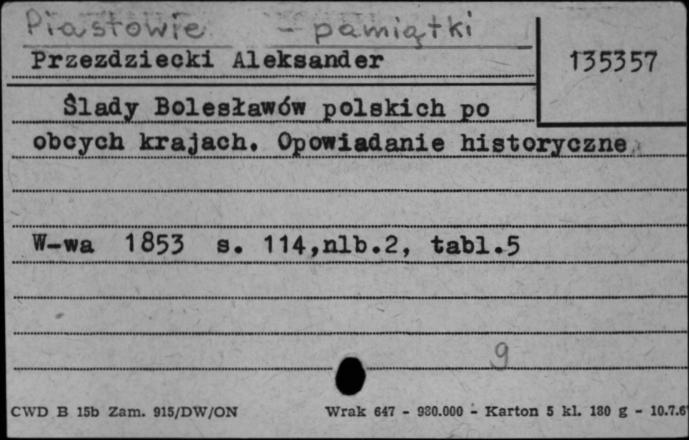 Piastowie - pamiątki
Przezdziecki Aleksander
135357
Ślady Bolesławów polskich po
obcych krajach. Opowiadanie historyczne
W-wa 1853 s. 114,nlb.2, tabl.5
9
CWD B 15b Zam. 915/DW/ON Wrak 647 - 980.000 - Karton 5 kl. 180 g - 10.7.6